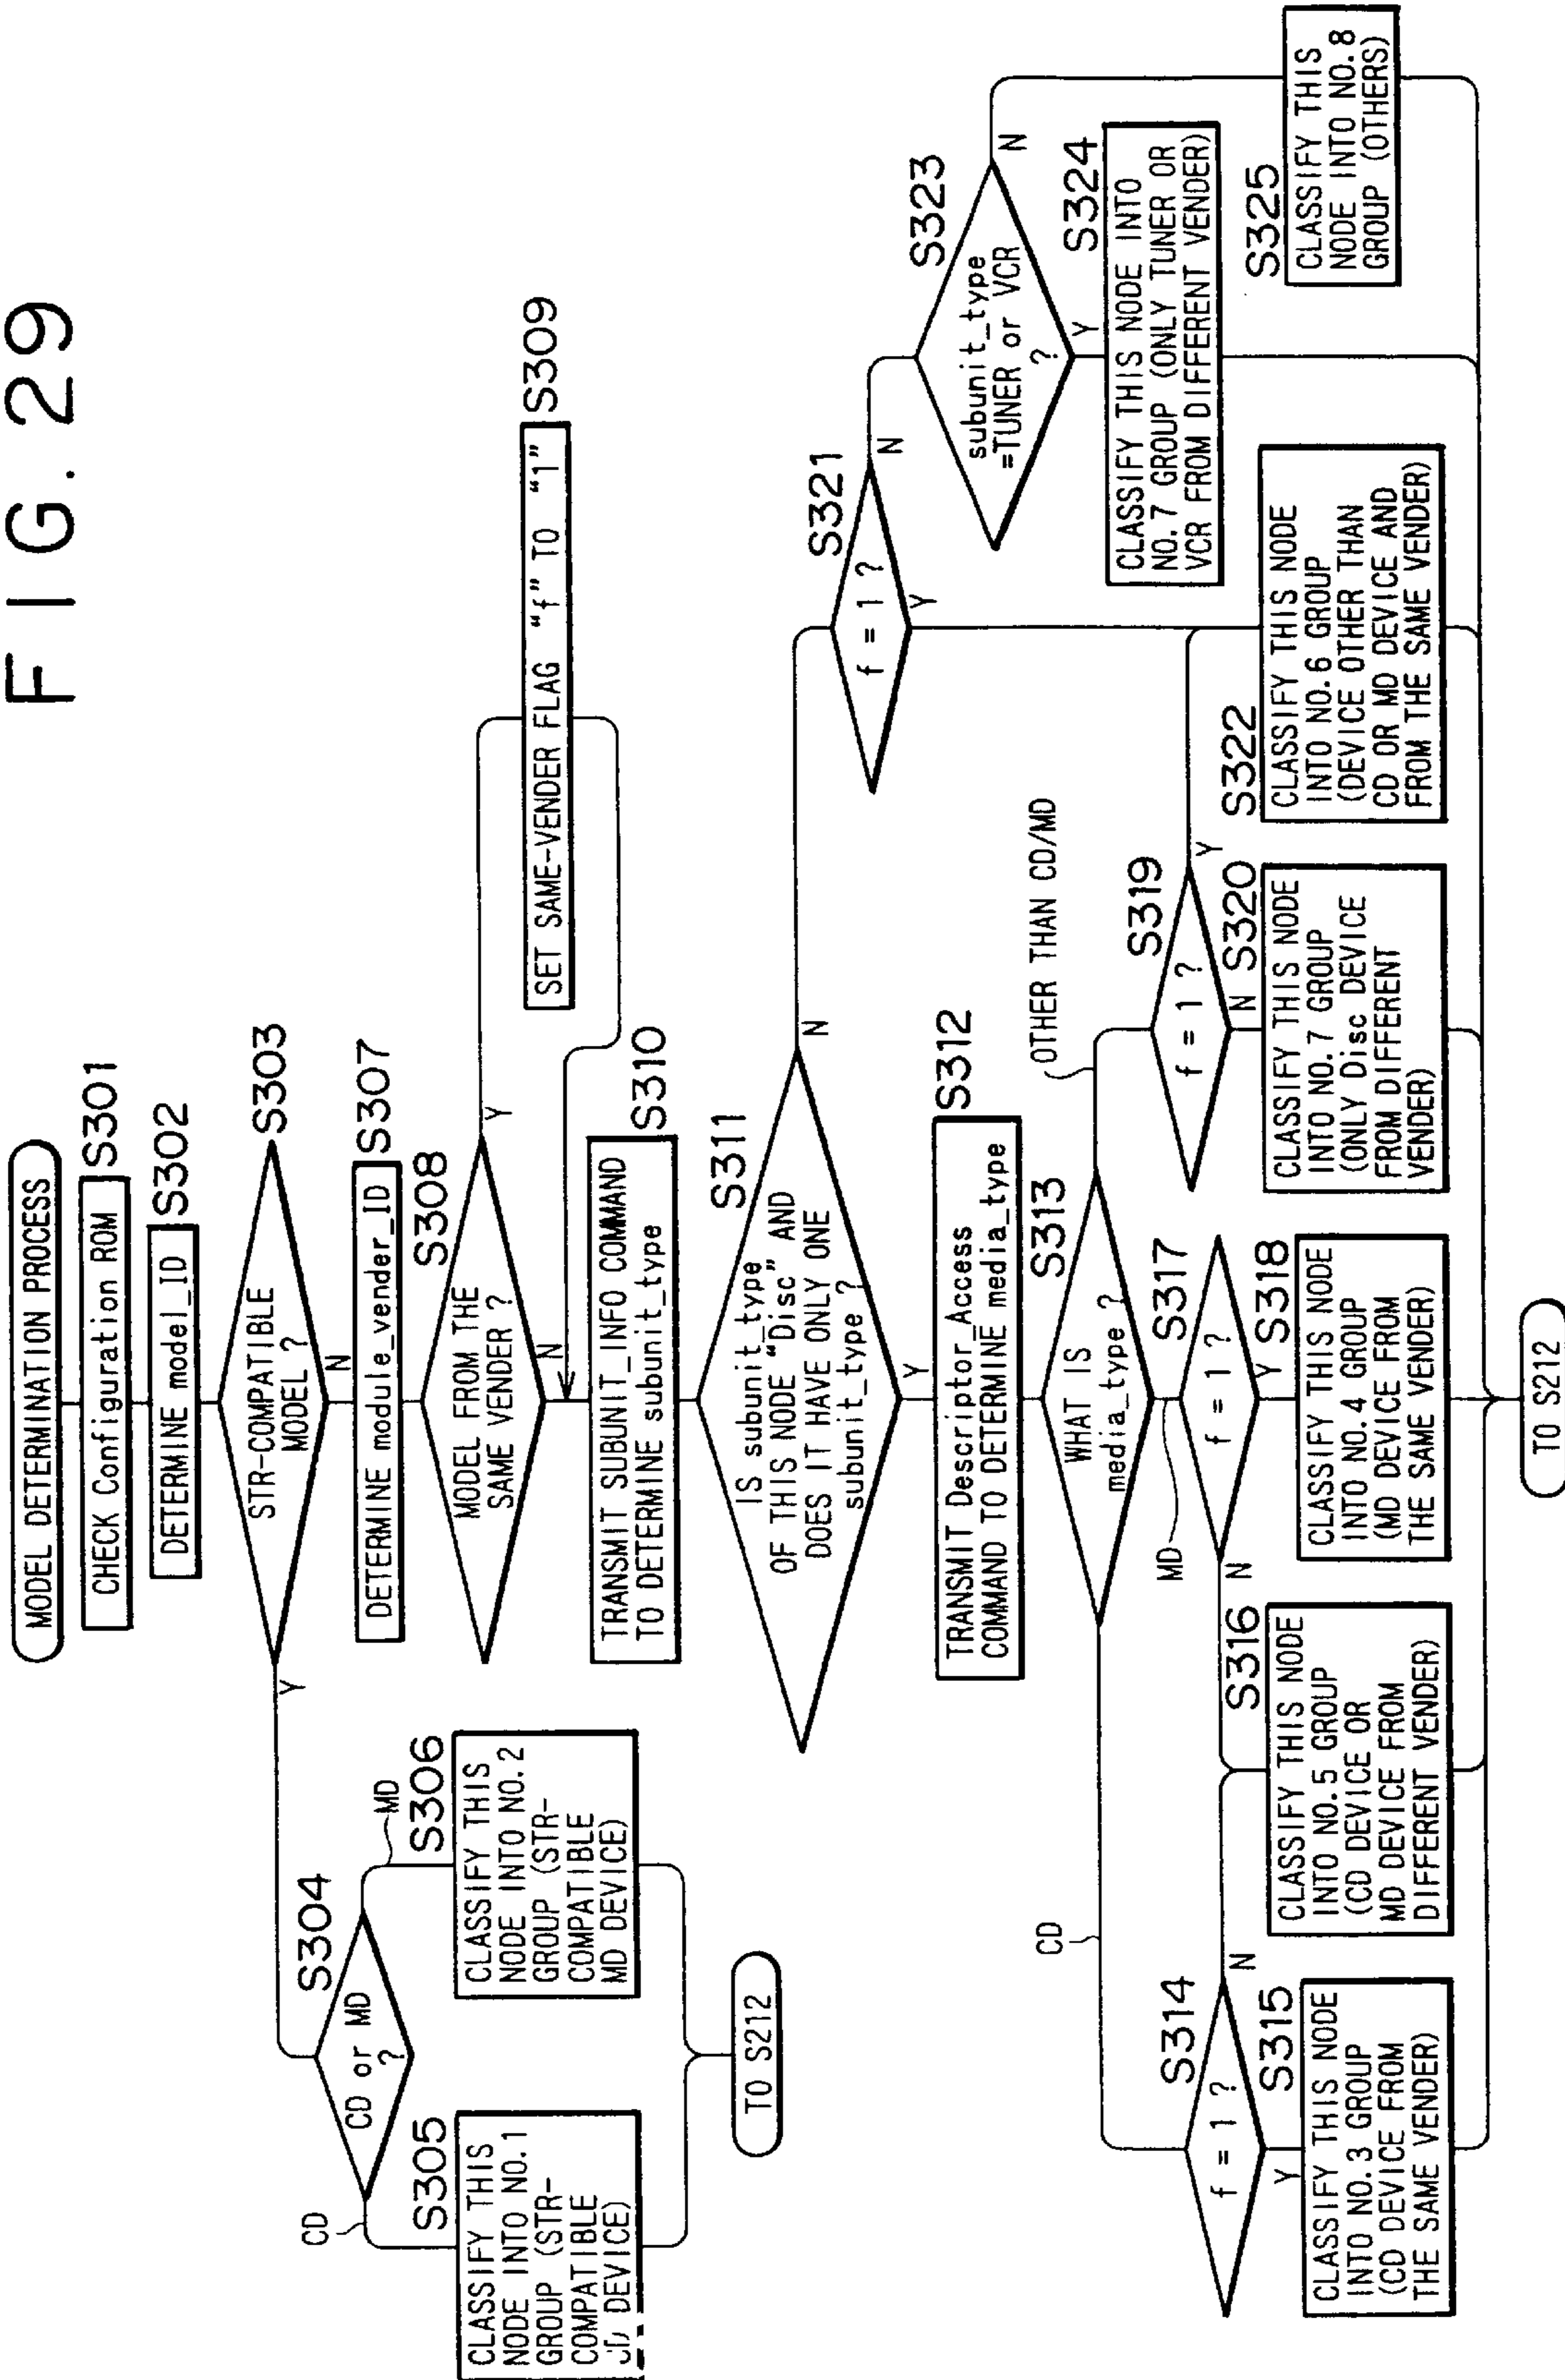 FIG. 29
MODEL DETERMINATION PROCESS
CHECK Configuration ROM
S301
DETERMINE model_ID
S302
STR-COMPATIBLE
MODEL ?
S303
Y
N
S304
CD or MD
?
CD
MD
S305
CLASSIFY THIS
NODE INTO NO.1
GROUP (STR-
COMPATIBLE
CD DEVICE)
S306
CLASSIFY THIS
NODE INTO NO.2
GROUP (STR-
COMPATIBLE
MD DEVICE)
TO S212
DETERMINE module_vender_ID
S307
S308
MODEL FROM THE
SAME VENDER ?
Y
N
SET SAME-VENDER FLAG "f" TO "1"
S309
TRANSMIT SUBUNIT_INFO COMMAND
TO DETERMINE subunit_type
S310
S311
IS subunit_type
OF THIS NODE "Disc" AND
DOES IT HAVE ONLY ONE
subunit_type ?
N
Y
TRANSMIT Descriptor Access
COMMAND TO DETERMINE media_type
S312
S313
WHAT IS
media_type ?
CD
MD
OTHER THAN CD/MD
S314
f = 1 ?
N
Y
S315
CLASSIFY THIS NODE
INTO NO.3 GROUP
(CD DEVICE FROM
THE SAME VENDER)
S316
CLASSIFY THIS NODE
INTO NO.5 GROUP
(CD DEVICE OR
MD DEVICE FROM
DIFFERENT VENDER)
S317
f = 1 ?
N
Y
S318
CLASSIFY THIS NODE
INTO NO.4 GROUP
(MD DEVICE FROM
THE SAME VENDER)
S319
f = 1 ?
Y
N
S320
CLASSIFY THIS NODE
INTO NO.7 GROUP
(ONLY Disc DEVICE
FROM DIFFERENT
VENDER)
S321
f = 1 ?
N
Y
S322
CLASSIFY THIS NODE
INTO NO.6 GROUP
(DEVICE OTHER THAN
CD OR MD DEVICE AND
FROM THE SAME VENDER)
S323
subunit_type
=TUNER or VCR
?
N
Y
S324
CLASSIFY THIS NODE INTO
NO.7 GROUP (ONLY TUNER OR
VCR FROM DIFFERENT VENDER)
S325
CLASSIFY THIS
NODE INTO NO.8
GROUP (OTHERS)
TO S212